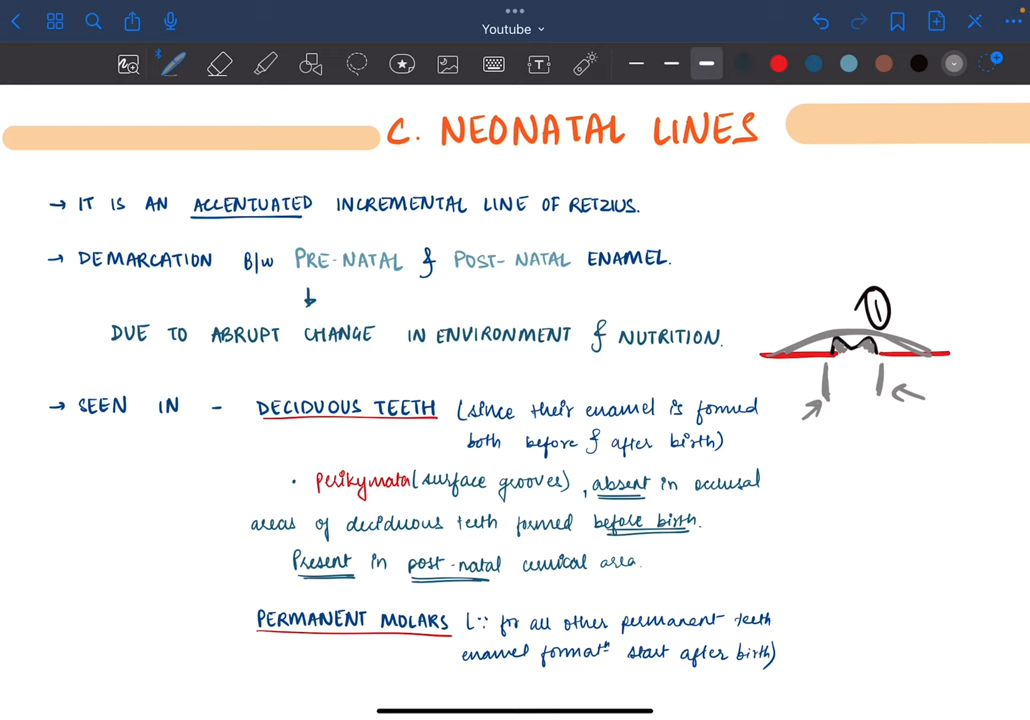 Youtube
C. NEONATAL LINES
→ IT IS AN ACCENTUATED INCREMENTAL LINE OF RETZIUS.
→ DEMARCATION B/W PRE-NATAL & POST-NATAL ENAMEL.
↓
DUE TO ABRUPT CHANGE IN ENVIRONMENT & NUTRITION.
→ SEEN IN - DECIDUOUS TEETH (since their enamel is formed
both before & after birth)
• perikymata (surface grooves), absent in occlusal
areas of deciduous teeth formed before birth.
Present in post-natal cervical area.
PERMANENT MOLARS (∵ for all other permanent teeth
enamel formatⁿ start after birth)
1